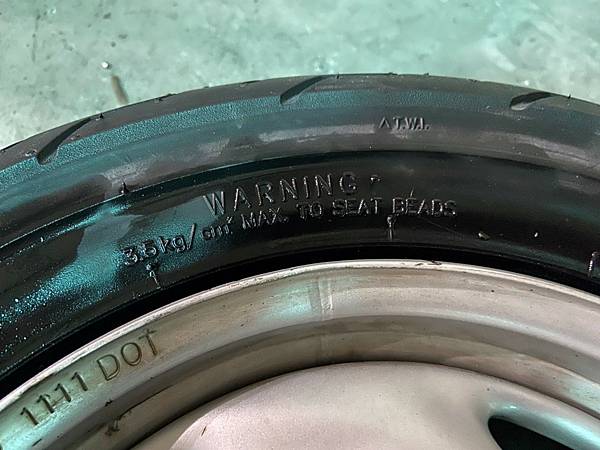 △T.W.I.
WARNING
3.5kg/cm² MAX. TO SEAT BEADS
1111 DOT